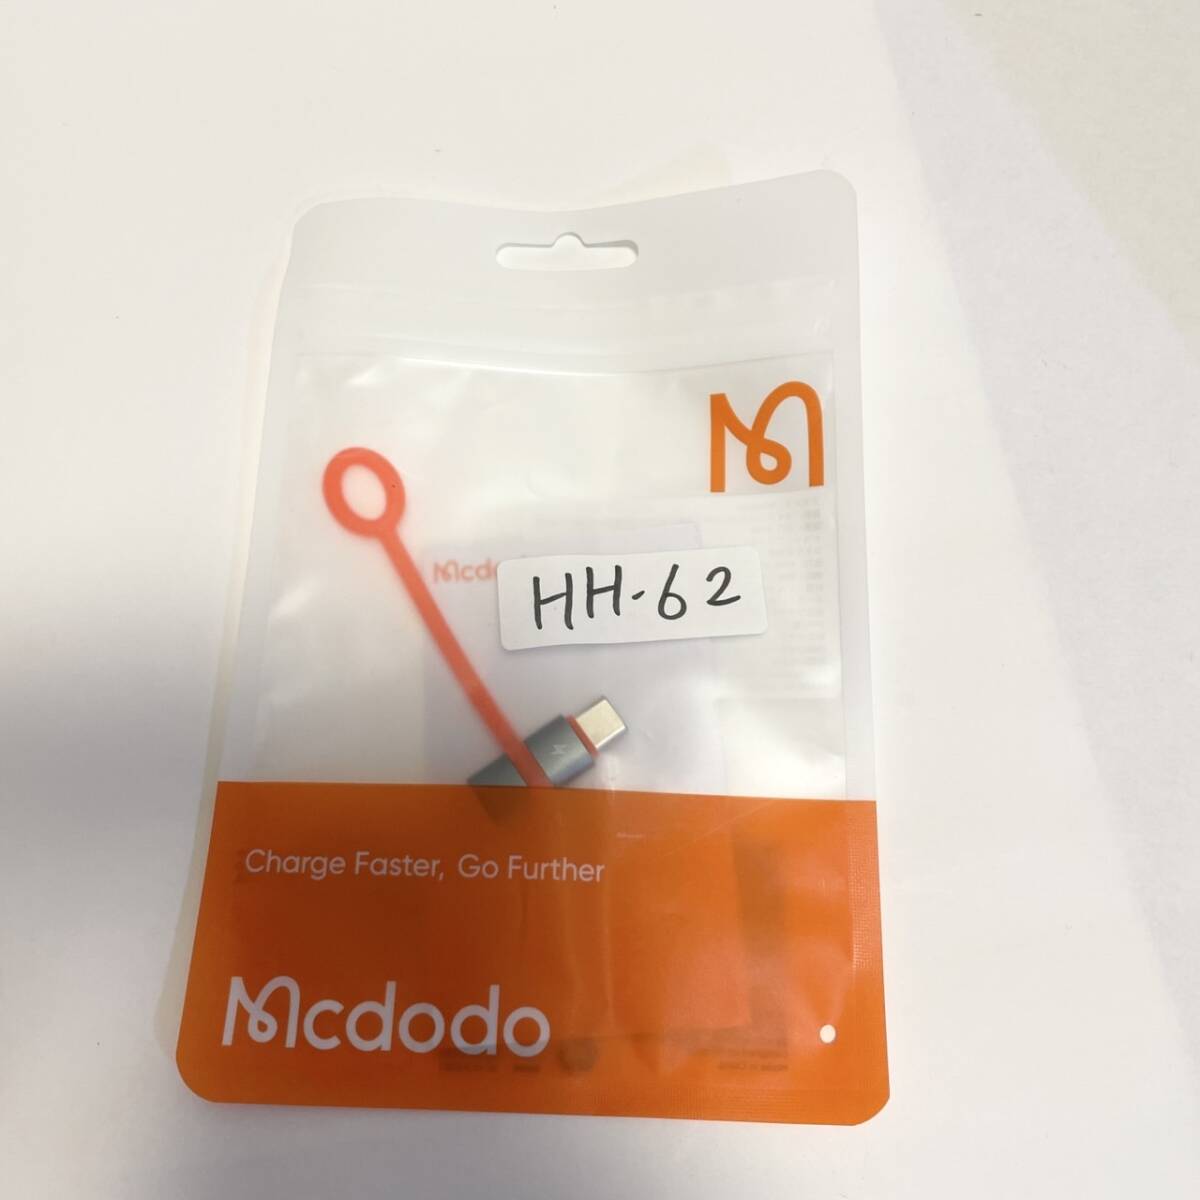 Mcdo
HH-62
Charge Faster, Go Further
Mcdodo